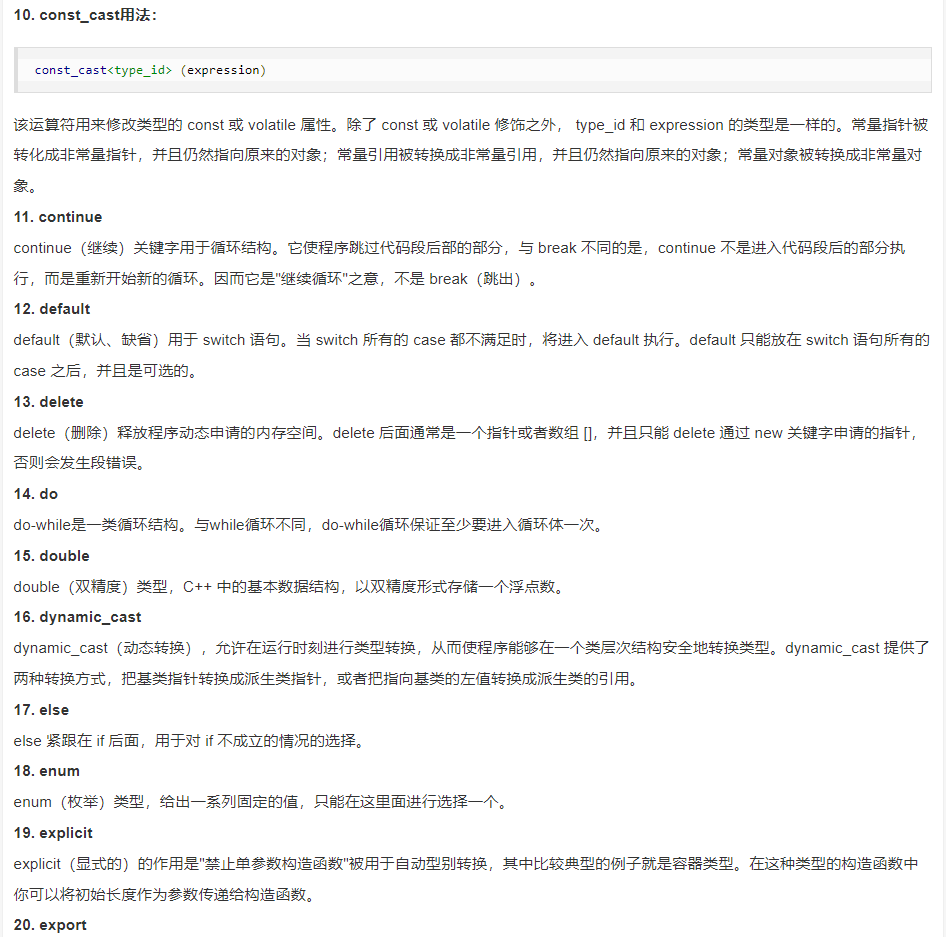 10. const_cast用法：
const_cast<type_id> (expression)
该运算符用来修改类型的 const 或 volatile 属性。除了 const 或 volatile 修饰之外， type_id 和 expression 的类型是一样的。常量指针被
转化成非常量指针，并且仍然指向原来的对象；常量引用被转换成非常量引用，并且仍然指向原来的对象；常量对象被转换成非常量对
象。
11. continue
continue（继续）关键字用于循环结构。它使程序跳过代码段后部的部分，与 break 不同的是，continue 不是进入代码段后的部分执
行，而是重新开始新的循环。因而它是"继续循环"之意，不是 break（跳出）。
12. default
default（默认、缺省）用于 switch 语句。当 switch 所有的 case 都不满足时，将进入 default 执行。default 只能放在 switch 语句所有的
case 之后，并且是可选的。
13. delete
delete（删除）释放程序动态申请的内存空间。delete 后面通常是一个指针或者数组 []，并且只能 delete 通过 new 关键字申请的指针，
否则会发生段错误。
14. do
do-while是一类循环结构。与while循环不同，do-while循环保证至少要进入循环体一次。
15. double
double（双精度）类型，C++ 中的基本数据结构，以双精度形式存储一个浮点数。
16. dynamic_cast
dynamic_cast（动态转换），允许在运行时刻进行类型转换，从而使程序能够在一个类层次结构安全地转换类型。dynamic_cast 提供了
两种转换方式，把基类指针转换成派生类指针，或者把指向基类的左值转换成派生类的引用。
17. else
else 紧跟在 if 后面，用于对 if 不成立的情况的选择。
18. enum
enum（枚举）类型，给出一系列固定的值，只能在这里面进行选择一个。
19. explicit
explicit（显式的）的作用是"禁止单参数构造函数"被用于自动型别转换，其中比较典型的例子就是容器类型。在这种类型的构造函数中
你可以将初始长度作为参数传递给构造函数。
20. export